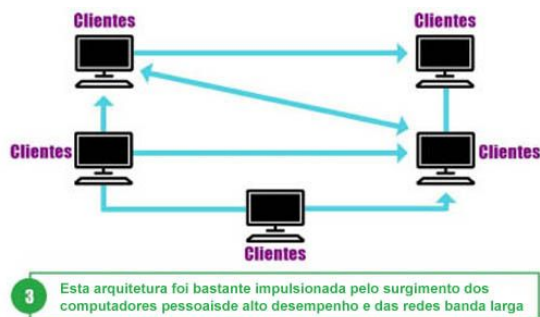 Clientes
Clientes
Clientes
Clientes
Clientes
3
Esta arquitetura foi bastante impulsionada pelo surgimento dos
computadores pessoaisde alto desempenho e das redes banda larga